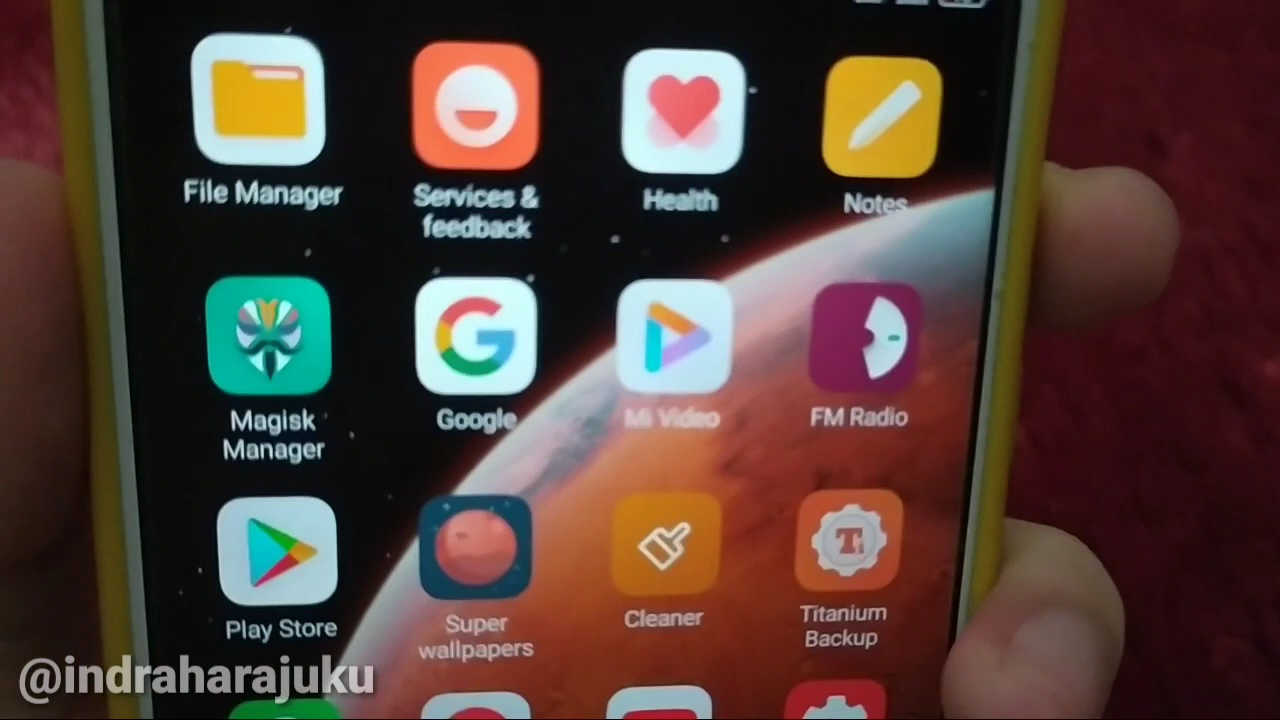 File Manager
Services &
feedback
Health
Notes
Magisk
Manager
Google
Mi Video
FM Radio
Play Store
Super
wallpapers
Cleaner
Titanium
Backup
@indraharajuku